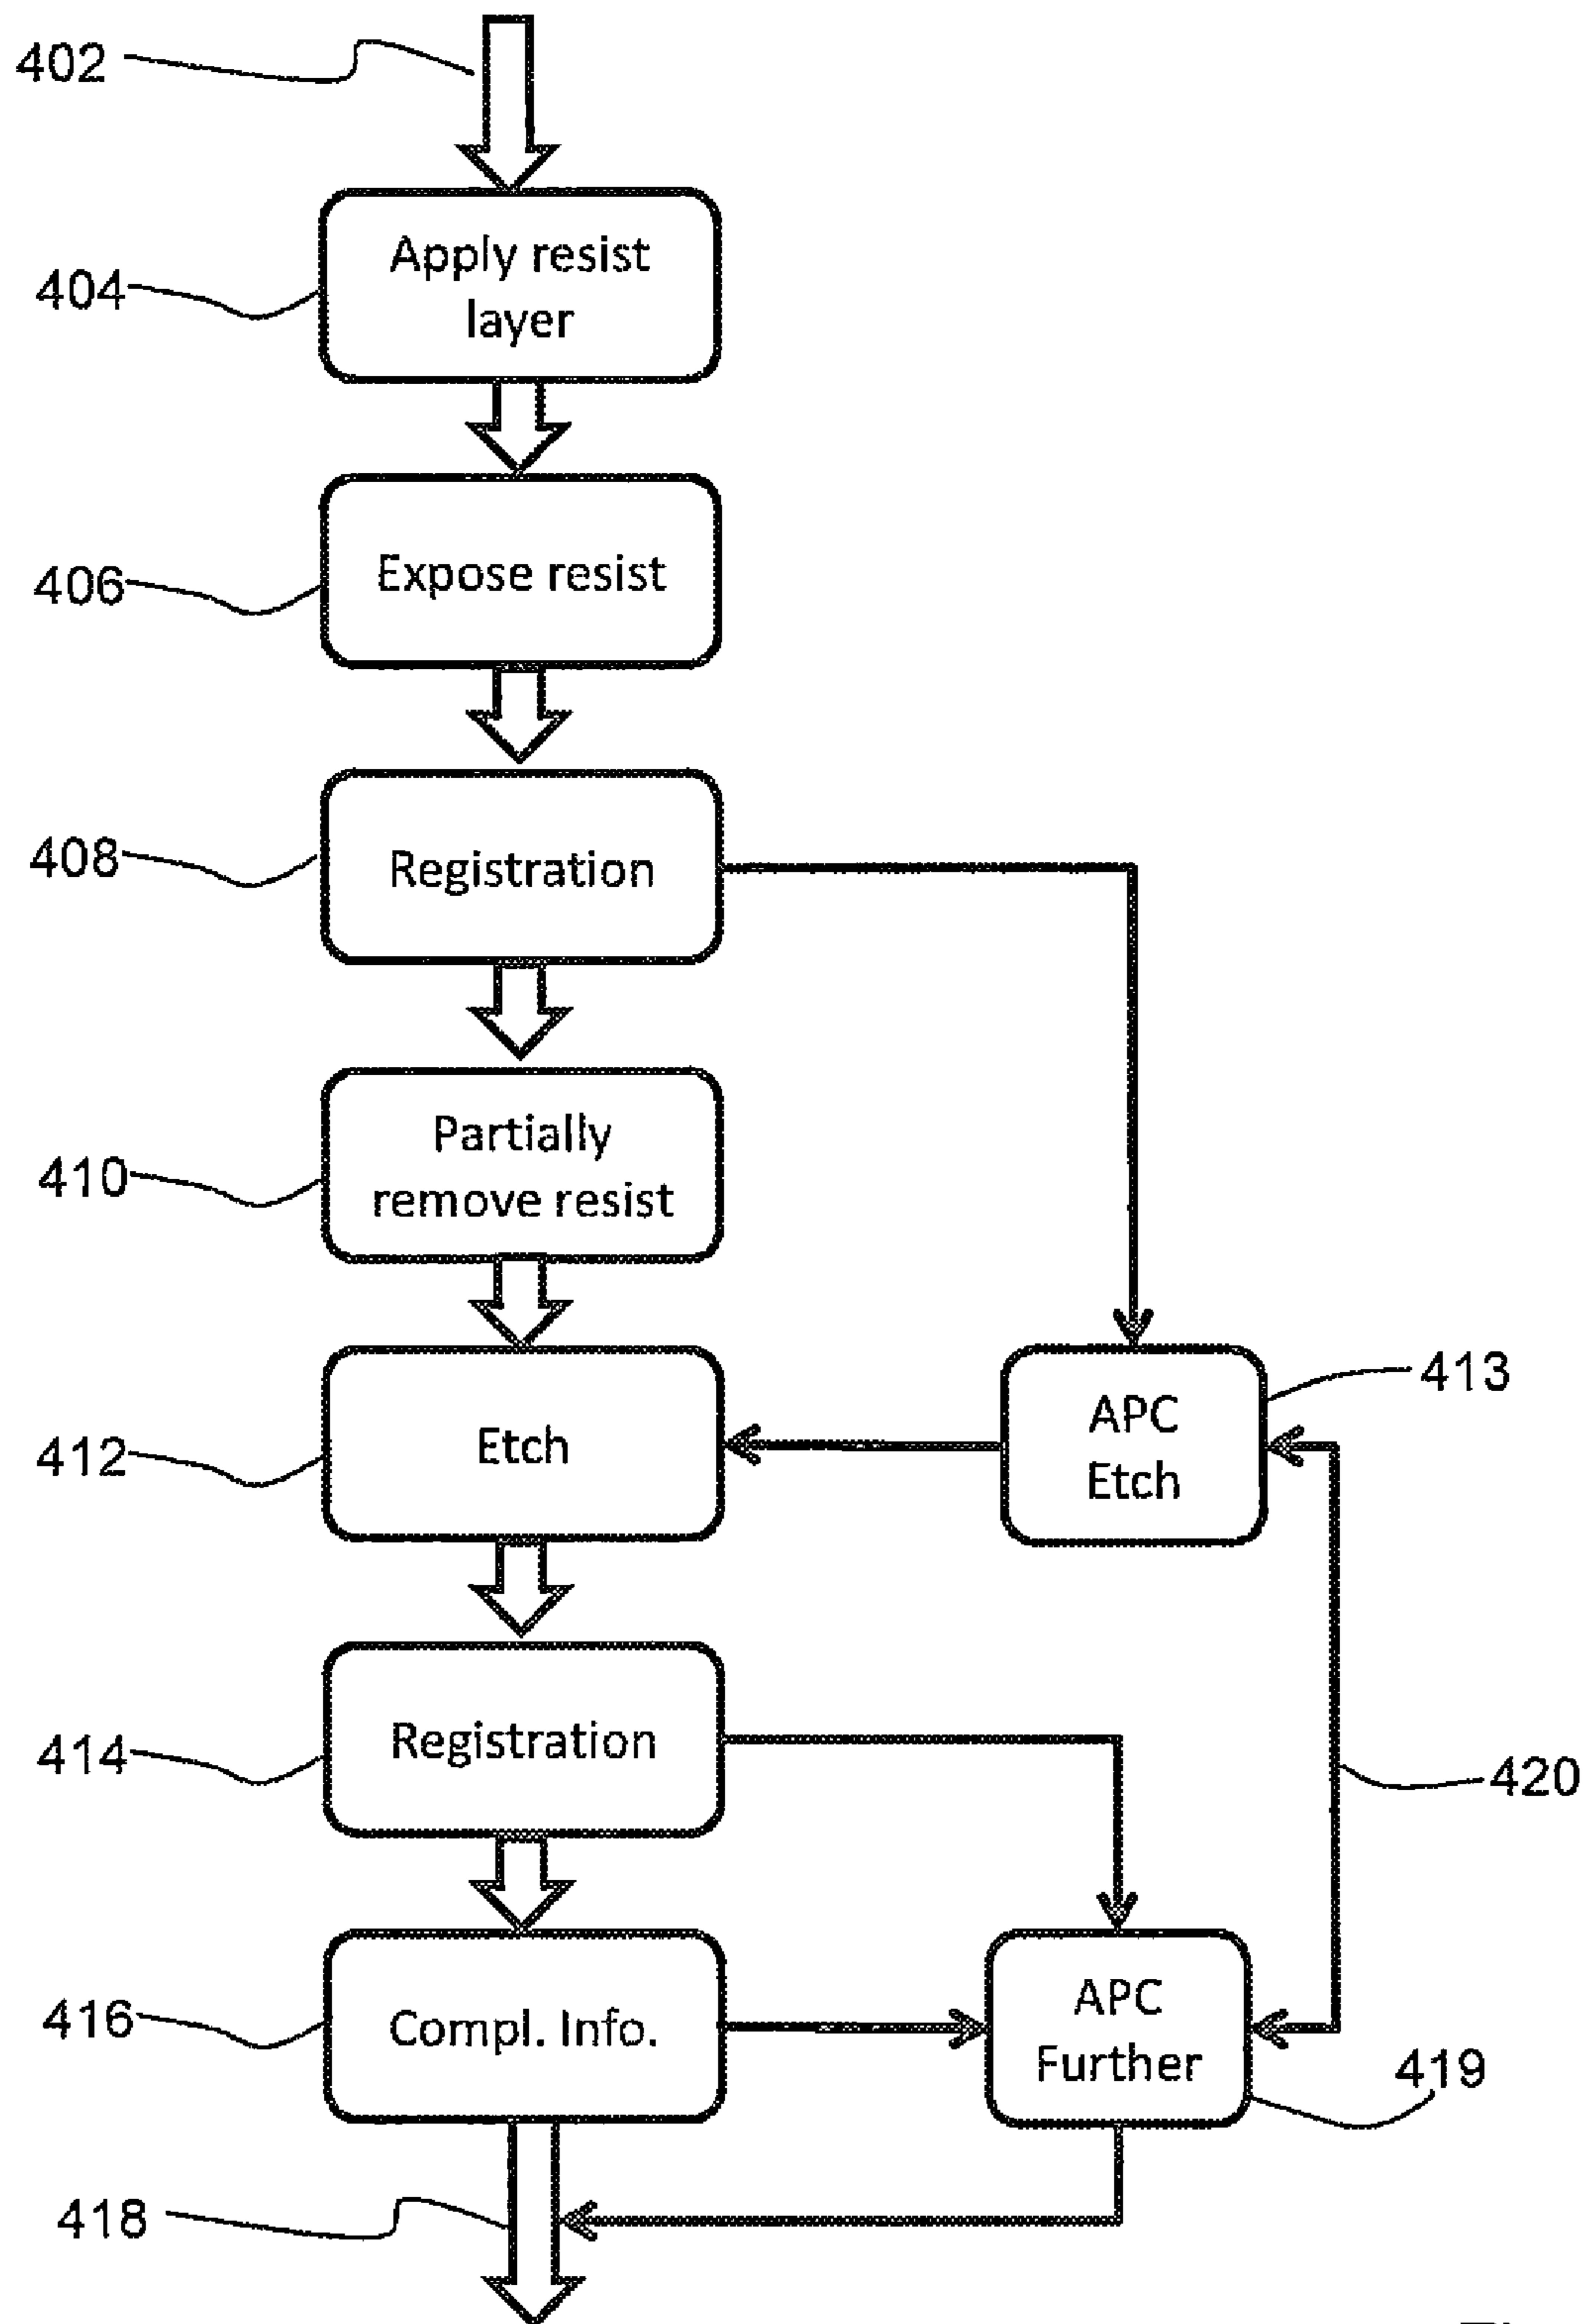 402
404
Apply resist
layer
406
Expose resist
408
Registration
410
Partially
remove resist
412
Etch
APC
Etch
413
414
Registration
420
416
Compl. Info.
APC
Further
419
418